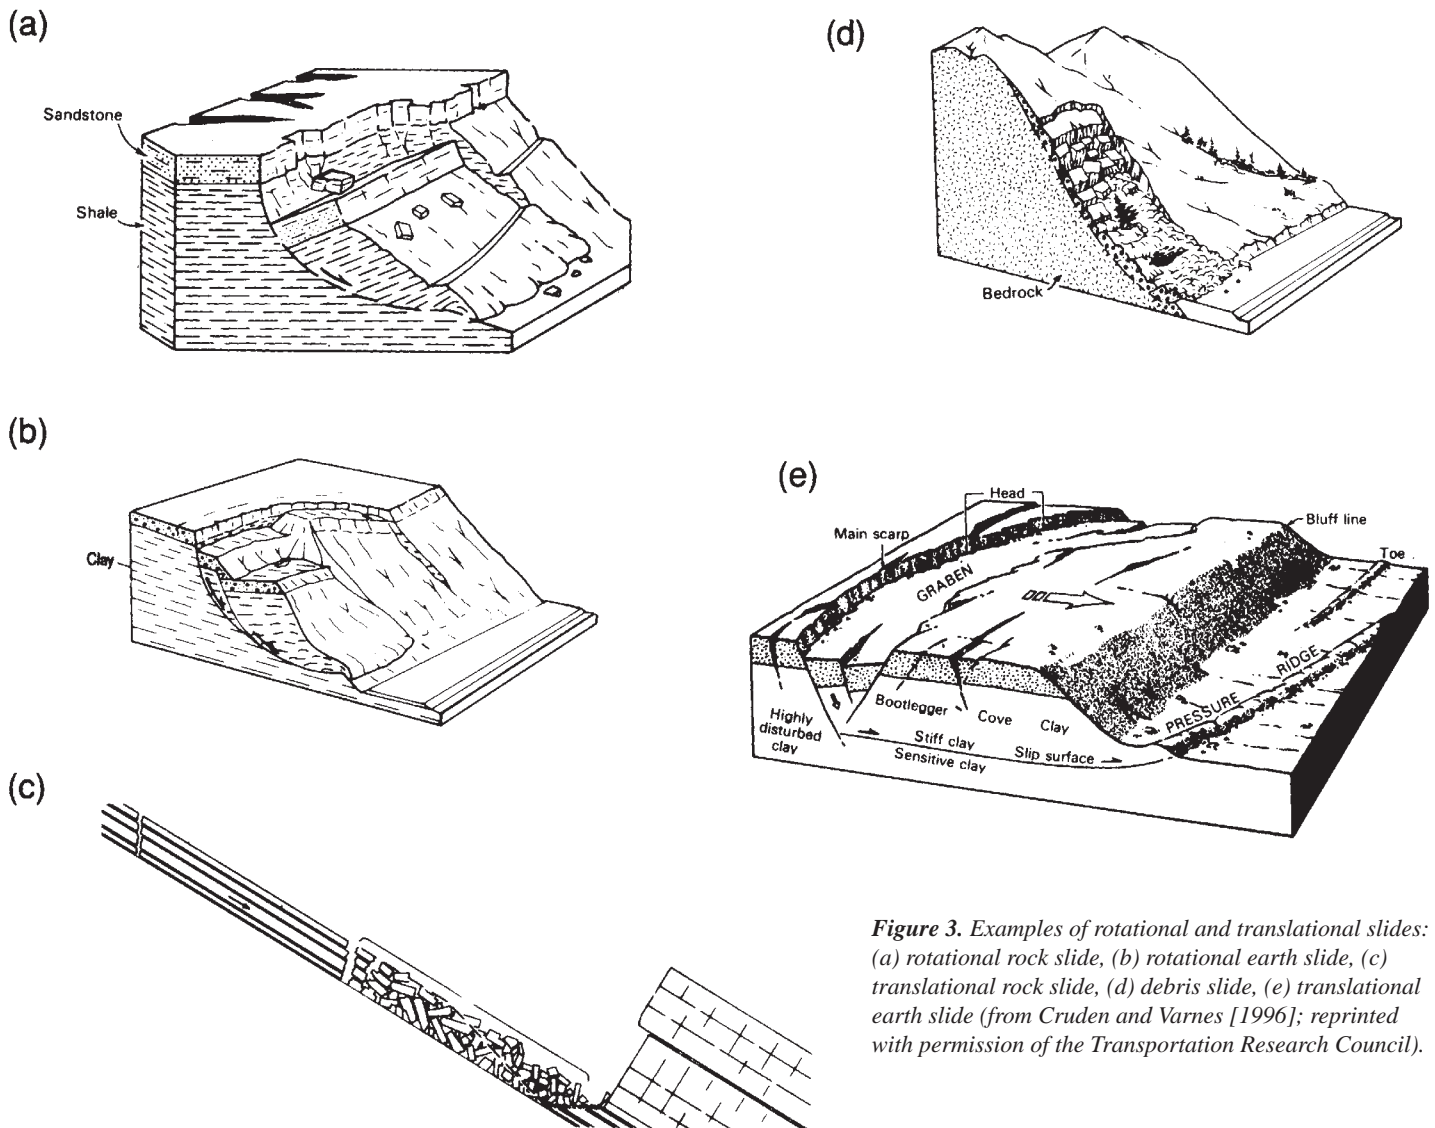 (a)
Sandstone
Shale
(b)
Clay
(c)
(d)
Bedrock
(e)
Head
Main scarp
Bluff line
Toe
GRABEN
PRESSURE RIDGE
Bootlegger Cove Clay
Highly
disturbed
clay
Stiff clay
Slip surface
Sensitive clay
Figure 3. Examples of rotational and translational slides:
(a) rotational rock slide, (b) rotational earth slide, (c)
translational rock slide, (d) debris slide, (e) translational
earth slide (from Cruden and Varnes [1996]; reprinted
with permission of the Transportation Research Council).